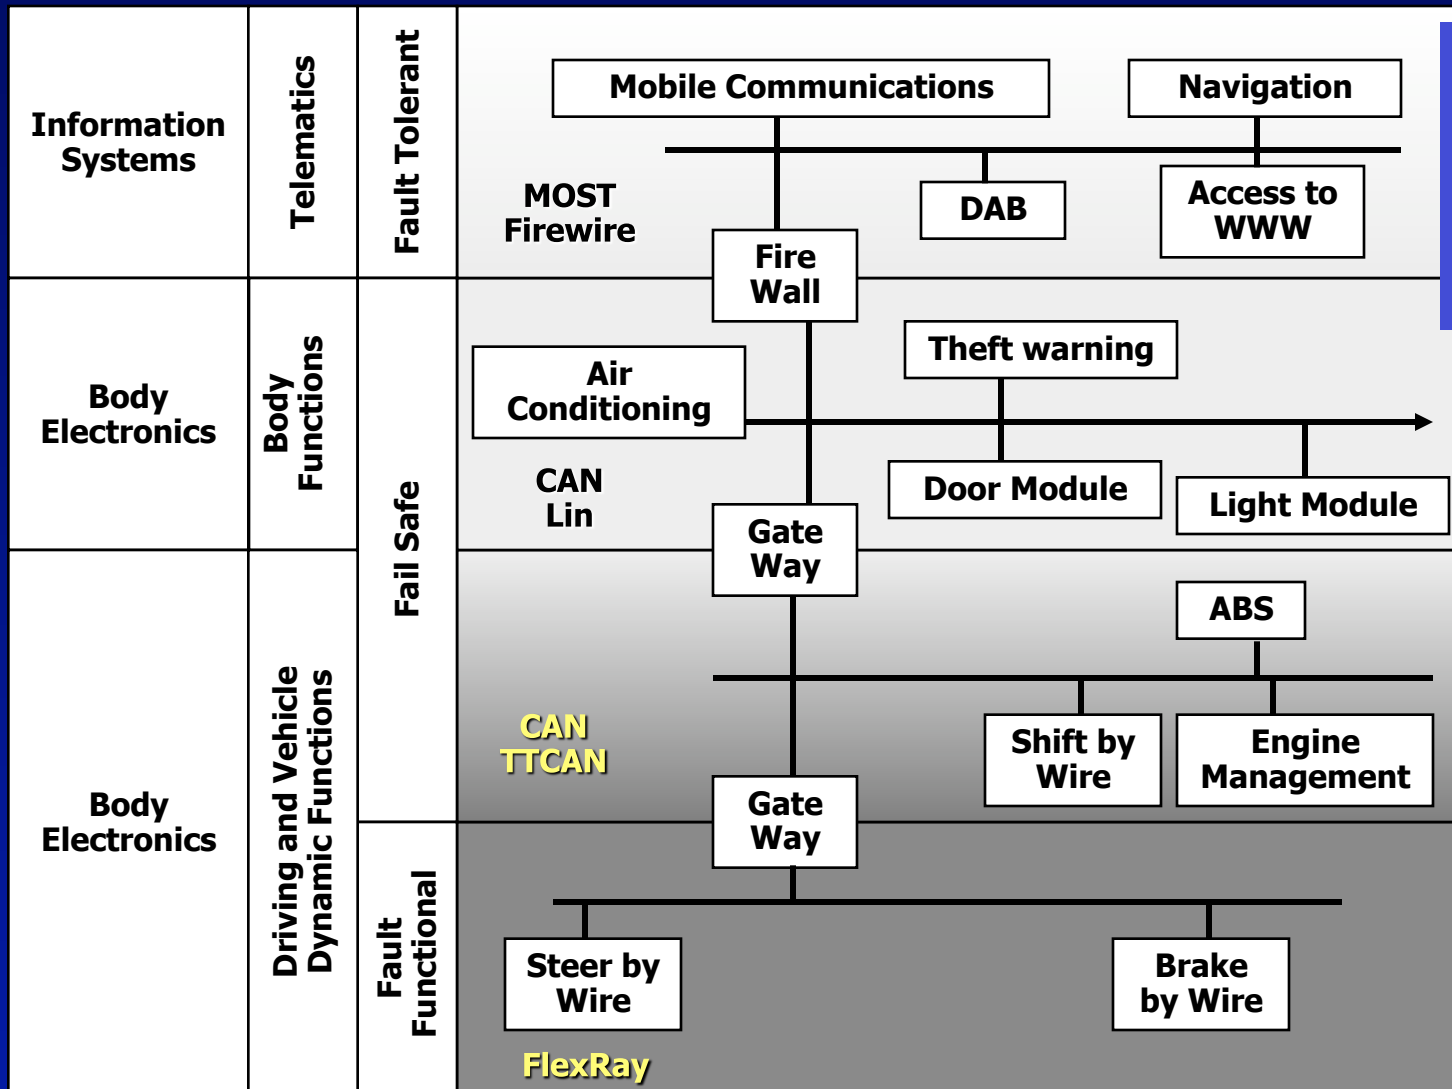 Information
Systems
Telematics
Fault Tolerant
Mobile Communications
Navigation
MOST
Firewire
DAB
Access to
WWW
Fire
Wall
Body
Electronics
Body
Functions
Fail Safe
Air
Conditioning
Theft warning
CAN
Lin
Door Module
Light Module
Gate
Way
Body
Electronics
Driving and Vehicle
Dynamic Functions
ABS
CAN
TTCAN
Shift by
Wire
Engine
Management
Gate
Way
Fault
Functional
Steer by
Wire
Brake
by Wire
FlexRay